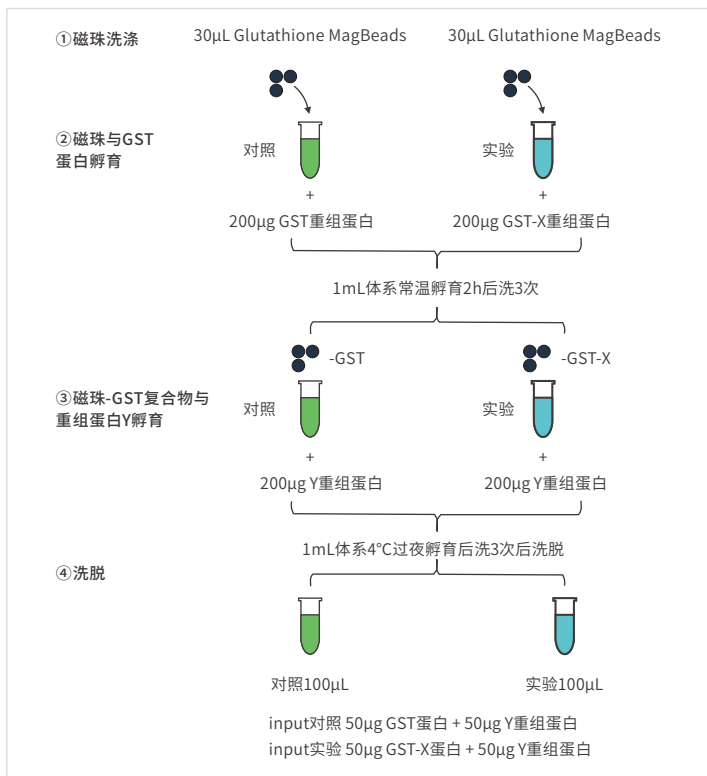 ①磁珠洗涤
30μL Glutathione MagBeads
30μL Glutathione MagBeads
②磁珠与GST
蛋白孵育
对照
实验
+
+
200μg GST重组蛋白
200μg GST-X重组蛋白
1mL体系常温孵育2h后洗3次
-GST
-GST-X
③磁珠-GST复合物与
重组蛋白Y孵育
对照
实验
+
+
200μg Y重组蛋白
200μg Y重组蛋白
1mL体系4°C过夜孵育后洗3次后洗脱
④洗脱
对照100μL
实验100μL
input对照 50μg GST蛋白 + 50μg Y重组蛋白
input实验 50μg GST-X蛋白 + 50μg Y重组蛋白